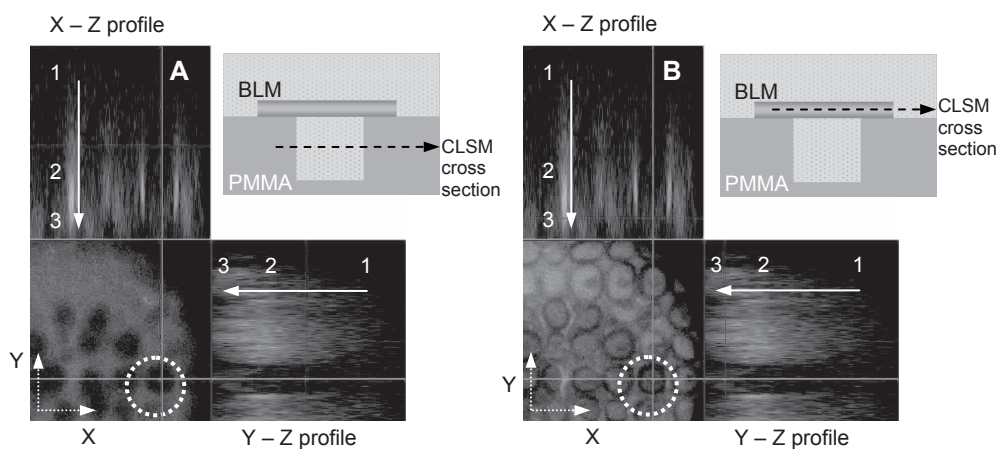 X – Z profile
1
A
2
3
BLM
CLSM
cross
section
PMMA
3 2 1
Y
X
Y – Z profile
X – Z profile
1
B
2
3
BLM
CLSM
cross
section
PMMA
3 2 1
Y
X
Y – Z profile